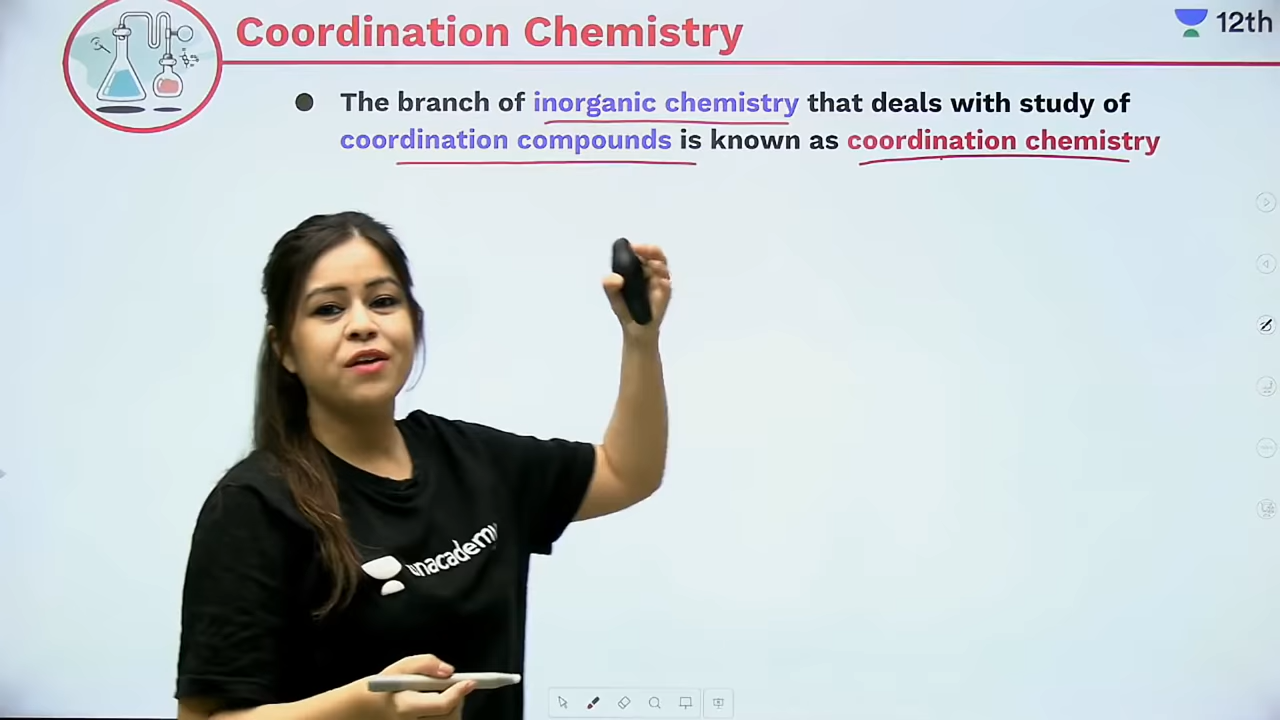 Coordination Chemistry
12th
The branch of inorganic chemistry that deals with study of
coordination compounds is known as coordination chemistry
unacademy